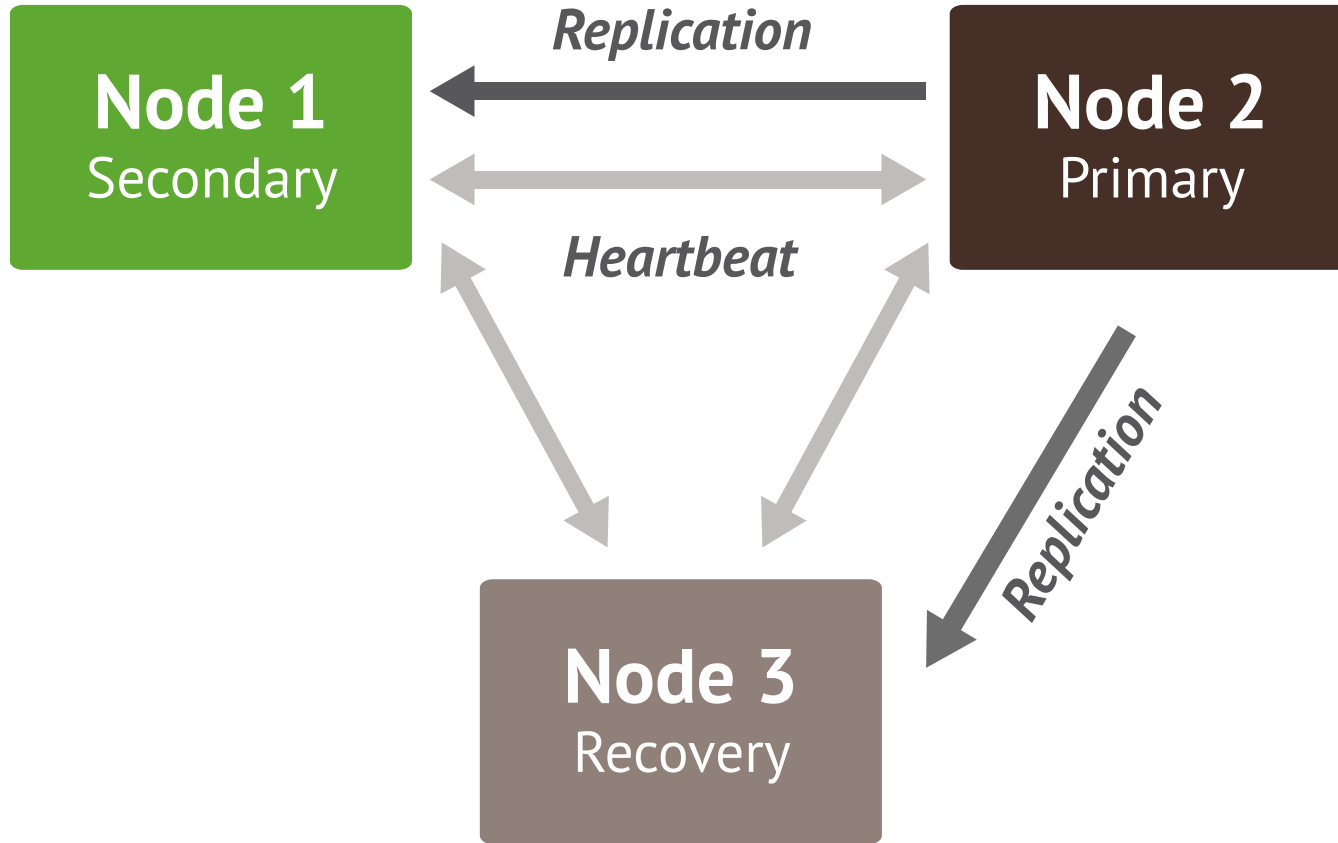 Replication
Node 1
Secondary
Node 2
Primary
Heartbeat
Replication
Node 3
Recovery